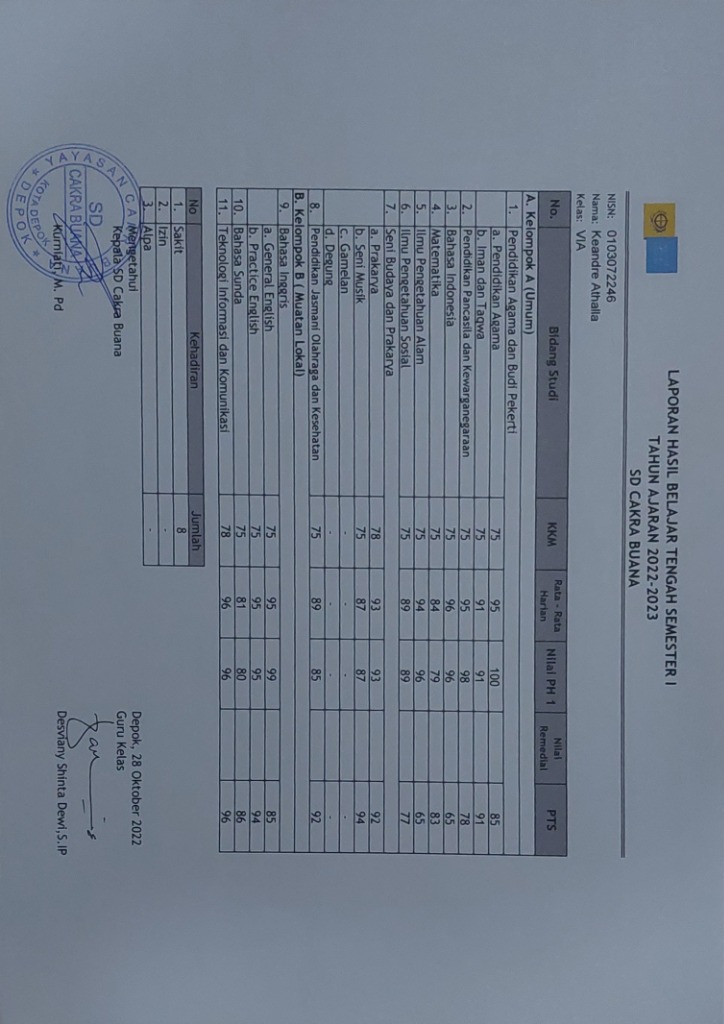 LAPORAN HASIL BELAJAR TENGAH SEMESTER I
TAHUN AJARAN 2022-2023
SD CAKRA BUANA
NISN: 0103072246
Nama: Keandre Athalla
Kelas: VIA
No. Bidang Studi KKM Rata - Rata Harian Nilai PH 1 Nilai Remedial PTS
A. Kelompok A (Umum)
1. Pendidikan Agama dan Budi Pekerti
a. Pendidikan Agama 75 95 100 85
b. Iman dan Taqwa 75 91 91 91
2. Pendidikan Pancasila dan Kewarganegaraan 75 95 98 78
3. Bahasa Indonesia 75 96 96 65
4. Matematika 75 84 79 83
5. Ilmu Pengetahuan Alam 75 94 96 65
6. Ilmu Pengetahuan Sosial 75 89 89 77
7. Seni Budaya dan Prakarya
a. Prakarya 78 93 93 92
b. Seni Musik 75 87 87 94
c. Gamelan - - - -
d. Degung - - - -
8. Pendidikan Jasmani Olahraga dan Kesehatan 75 89 85 92
B. Kelompok B ( Muatan Lokal)
9. Bahasa Inggris
a. General English 75 95 99 85
b. Practice English 75 95 95 94
10. Bahasa Sunda 75 81 80 86
11. Teknologi Informasi dan Komunikasi 78 96 96 96
No Kehadiran Jumlah
1. Sakit 8
2. Izin -
3. Alpa -
Mengetahui
Kepala SD Cakra Buana
YAYASAN
SD
CAKRA BUANA
KOTA DEPOK
DEPOK
Kurniati, M. Pd
Depok, 28 Oktober 2022
Guru Kelas
Desviany Shinta Dewi,S.IP